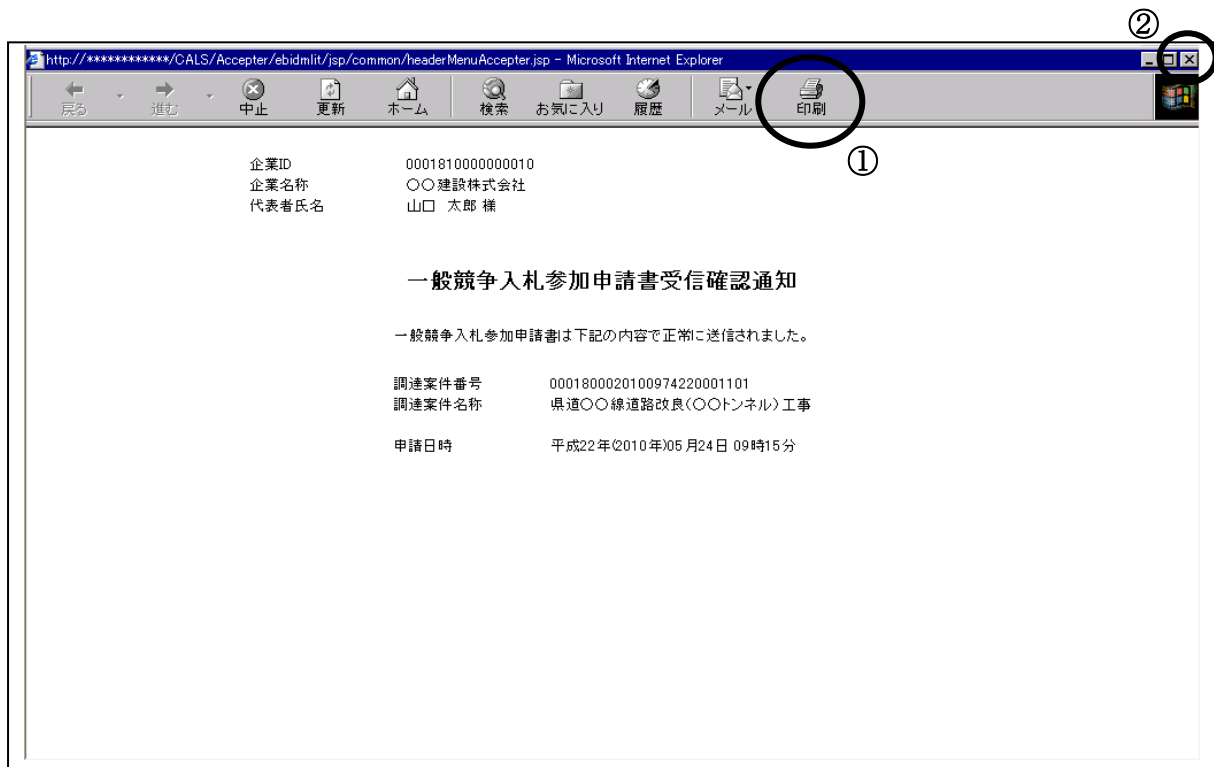 ②
http://************/CALS/Accepter/ebidmlit/jsp/common/headerMenuAccepter.jsp - Microsoft Internet Explorer
戻る 進む 中止 更新 ホーム 検索 お気に入り 履歴 メール 印刷
①
企業ID 0001810000000010
企業名称 〇〇建設株式会社
代表者氏名 山口 太郎 様
一般競争入札参加申請書受信確認通知
一般競争入札参加申請書は下記の内容で正常に送信されました。
調達案件番号 00018000201009742200011​01
調達案件名称 県道〇〇線道路改良(〇〇トンネル)工事
申請日時 平成22年(2010年)05月24日 09時15分